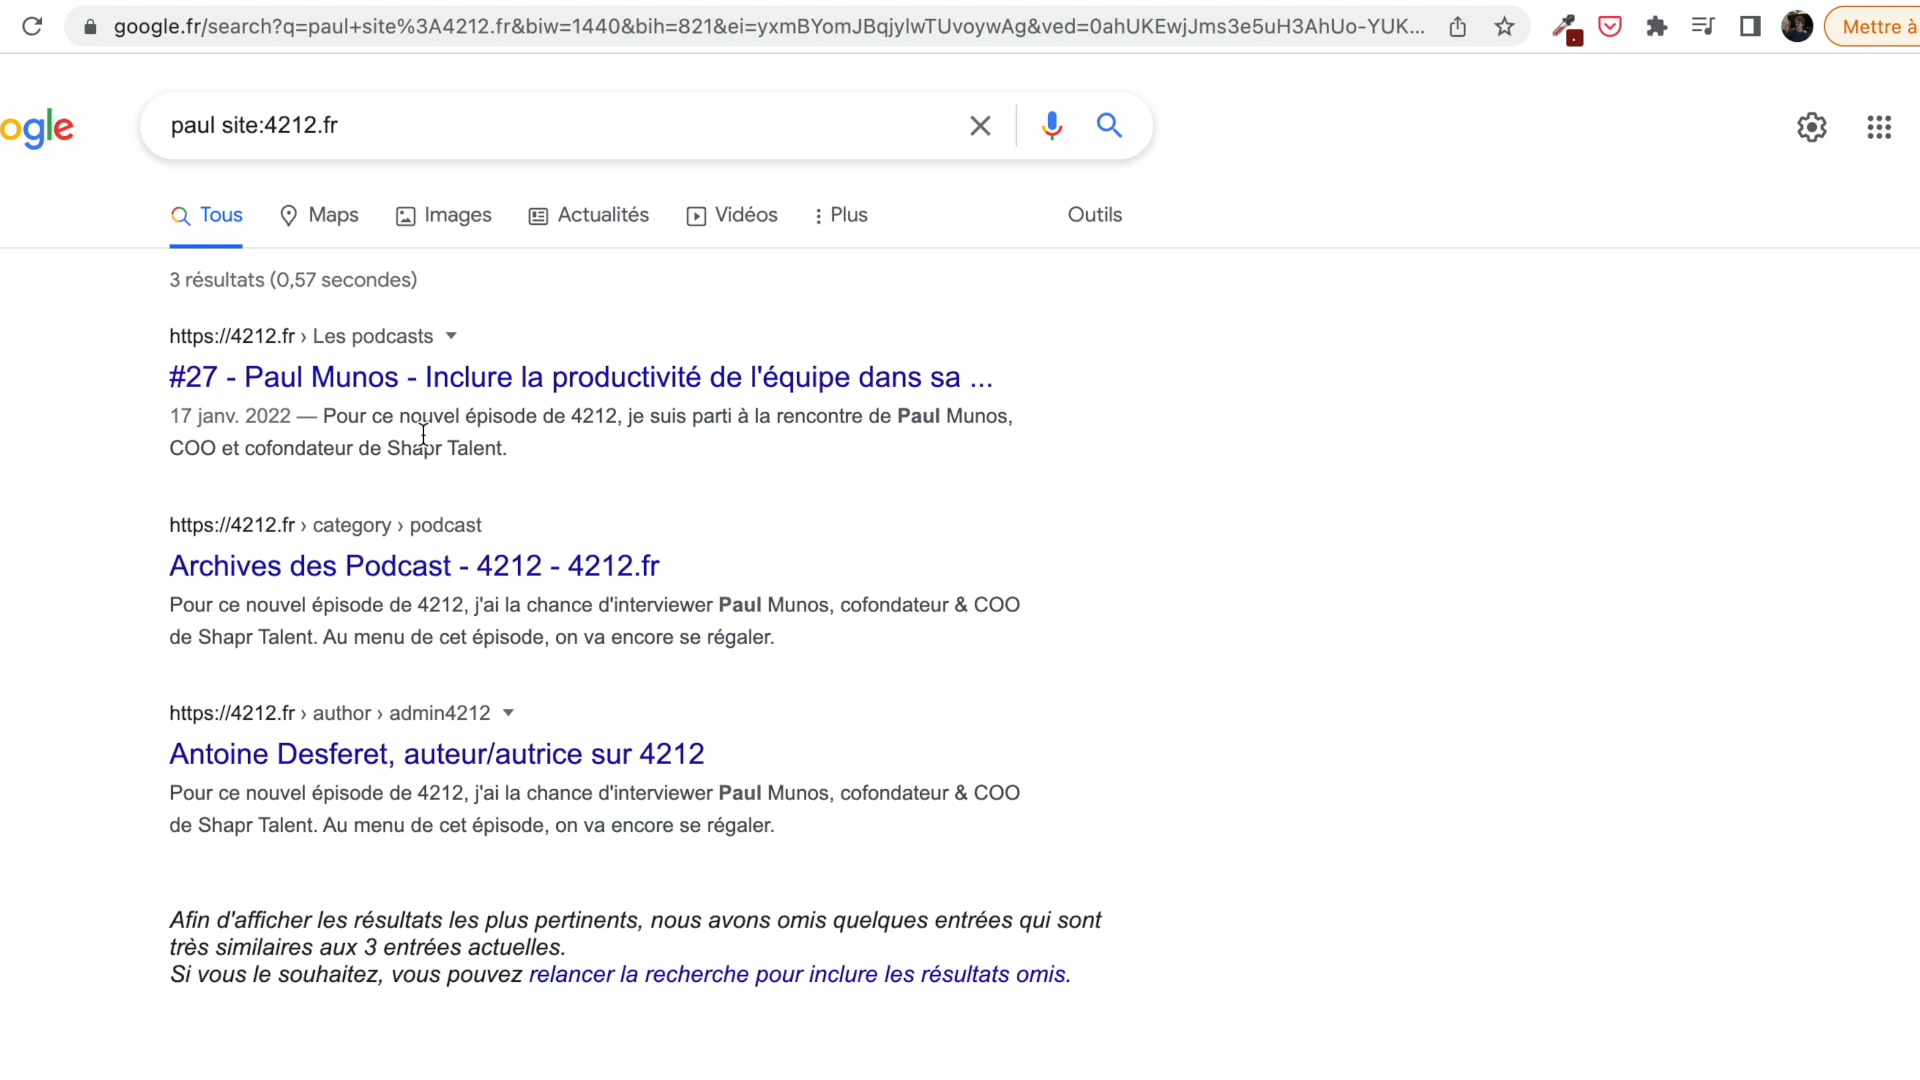 google.fr/search?q=paul+site%3A4212.fr&biw=1440&bih=821&ei=yxmBYomJBqjylwTUvoywAg&ved=0ahUKEwjJms3e5uH3AhUo-YUK...
Mettre à
ogle
paul site:4212.fr
Tous
Maps
Images
Actualités
Vidéos
Plus
Outils
3 résultats (0,57 secondes)
https://4212.fr › Les podcasts
#27 - Paul Munos - Inclure la productivité de l'équipe dans sa ...
17 janv. 2022 — Pour ce nouvel épisode de 4212, je suis parti à la rencontre de Paul Munos,
COO et cofondateur de Shapr Talent.
https://4212.fr › category › podcast
Archives des Podcast - 4212 - 4212.fr
Pour ce nouvel épisode de 4212, j'ai la chance d'interviewer Paul Munos, cofondateur & COO
de Shapr Talent. Au menu de cet épisode, on va encore se régaler.
https://4212.fr › author › admin4212
Antoine Desferet, auteur/autrice sur 4212
Pour ce nouvel épisode de 4212, j'ai la chance d'interviewer Paul Munos, cofondateur & COO
de Shapr Talent. Au menu de cet épisode, on va encore se régaler.
Afin d'afficher les résultats les plus pertinents, nous avons omis quelques entrées qui sont
très similaires aux 3 entrées actuelles.
Si vous le souhaitez, vous pouvez relancer la recherche pour inclure les résultats omis.